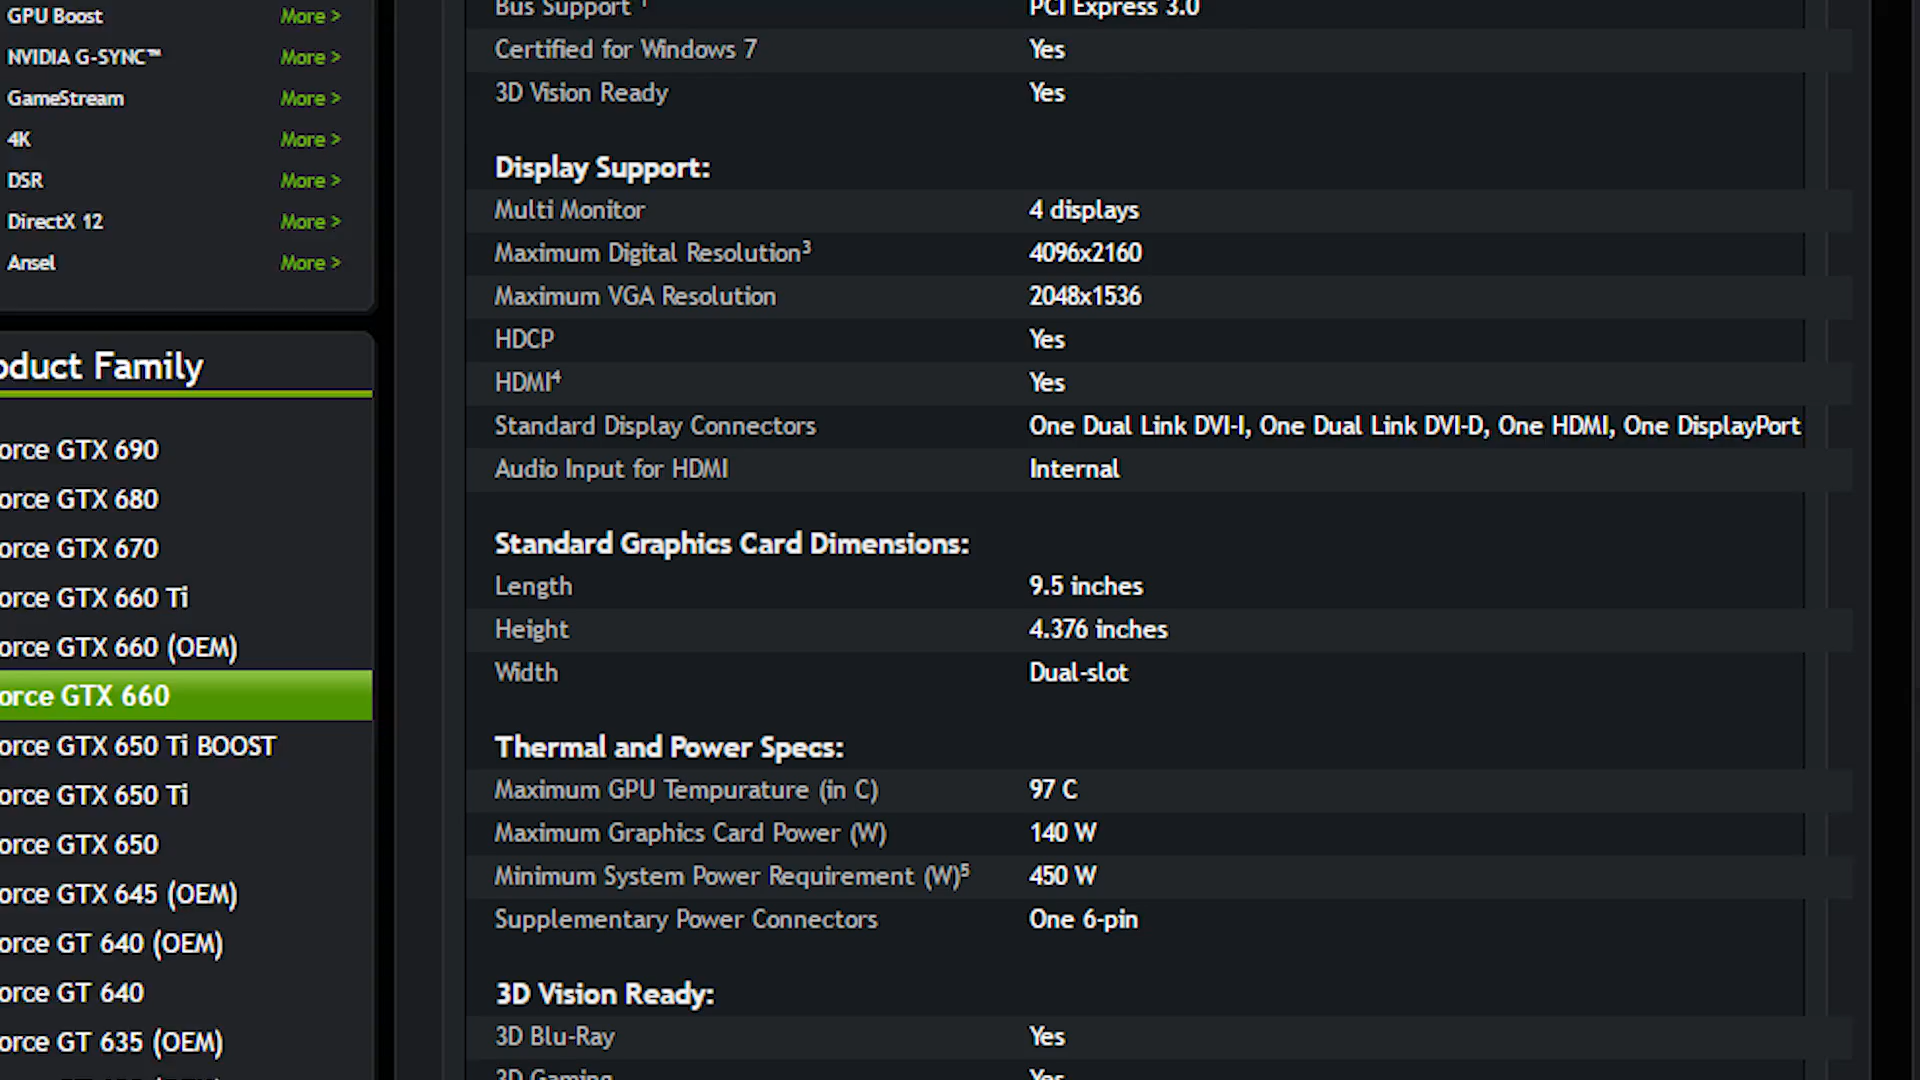 GPU Boost More >
NVIDIA G-SYNC™ More >
GameStream More >
4K More >
DSR More >
DirectX 12 More >
Ansel More >
oduct Family
orce GTX 690
orce GTX 680
orce GTX 670
orce GTX 660 Ti
orce GTX 660 (OEM)
orce GTX 660
orce GTX 650 Ti BOOST
orce GTX 650 Ti
orce GTX 650
orce GTX 645 (OEM)
orce GT 640 (OEM)
orce GT 640
orce GT 635 (OEM)
Bus Support PCI Express 3.0
Certified for Windows 7 Yes
3D Vision Ready Yes
Display Support:
Multi Monitor 4 displays
Maximum Digital Resolution³ 4096x2160
Maximum VGA Resolution 2048x1536
HDCP Yes
HDMI⁴ Yes
Standard Display Connectors One Dual Link DVI-I, One Dual Link DVI-D, One HDMI, One DisplayPort
Audio Input for HDMI Internal
Standard Graphics Card Dimensions:
Length 9.5 inches
Height 4.376 inches
Width Dual-slot
Thermal and Power Specs:
Maximum GPU Tempurature (in C) 97 C
Maximum Graphics Card Power (W) 140 W
Minimum System Power Requirement (W)⁵ 450 W
Supplementary Power Connectors One 6-pin
3D Vision Ready:
3D Blu-Ray Yes
3D Gaming Yes